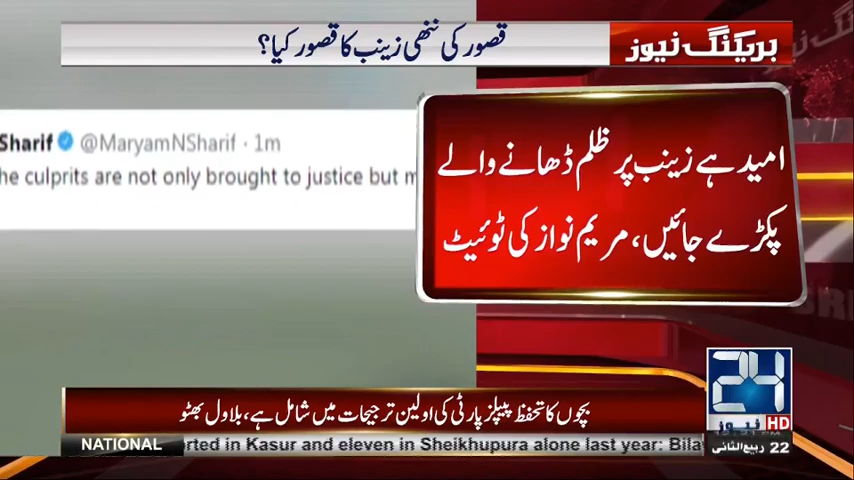 قصور کی ننھی زینب کا قصور کیا؟
بریکنگ نیوز
Sharif @MaryamNSharif · 1m
he culprits are not only brought to justice but m
امید ہے زینب پر ظلم ڈھانے والے
پکڑے جائیں، مریم نواز کی ٹوئیٹ
24
نیوز HD
بچوں کا تحفظ پیپلز پارٹی کی اولین ترجیحات میں شامل ہے، بلاول بھٹو
NATIONAL
rted in Kasur and eleven in Sheikhupura alone last year: Bila
22 ربیع الثانی